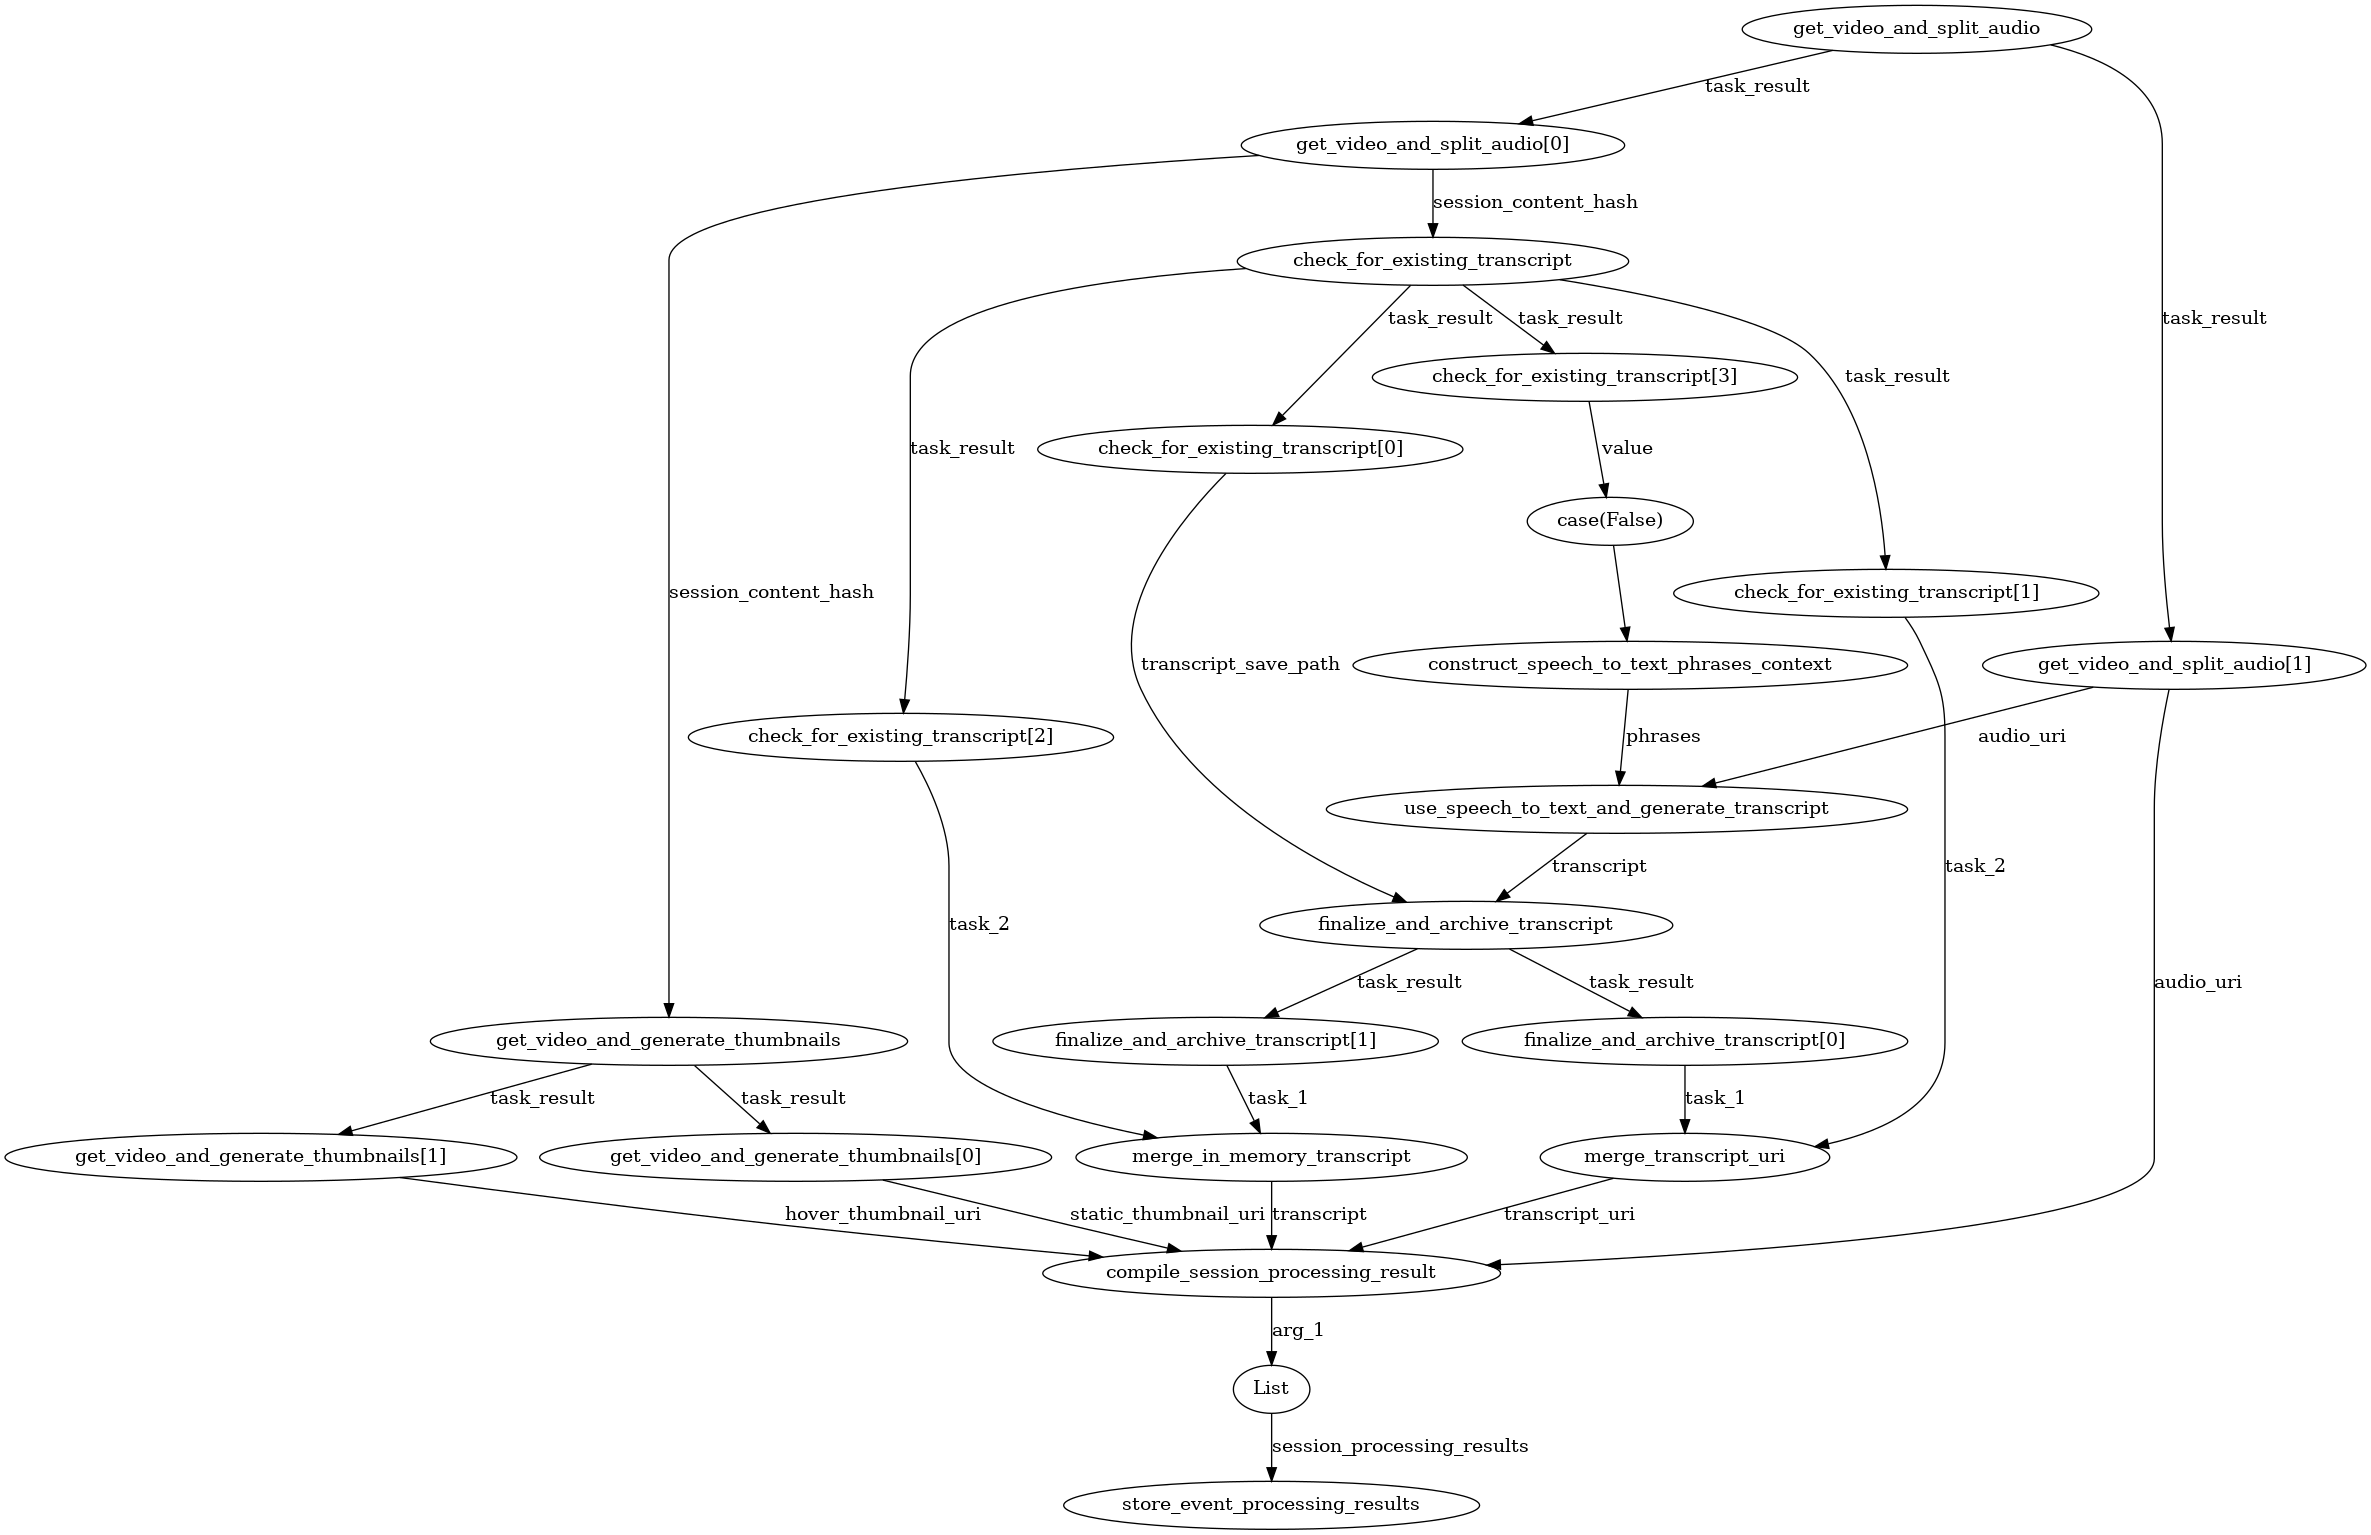 get_video_and_split_audio
task_result
get_video_and_split_audio[0]
session_content_hash
check_for_existing_transcript
task_result
task_result
task_result
check_for_existing_transcript[3]
task_result
task_result
check_for_existing_transcript[0]
value
case(False)
session_content_hash
check_for_existing_transcript[1]
transcript_save_path
construct_speech_to_text_phrases_context
get_video_and_split_audio[1]
check_for_existing_transcript[2]
phrases
audio_uri
use_speech_to_text_and_generate_transcript
transcript
task_2
task_2
finalize_and_archive_transcript
task_result
task_result
audio_uri
get_video_and_generate_thumbnails
finalize_and_archive_transcript[1]
finalize_and_archive_transcript[0]
task_result
task_result
task_1
task_1
get_video_and_generate_thumbnails[1]
get_video_and_generate_thumbnails[0]
merge_in_memory_transcript
merge_transcript_uri
hover_thumbnail_uri
static_thumbnail_uri
transcript
transcript_uri
compile_session_processing_result
arg_1
List
session_processing_results
store_event_processing_results